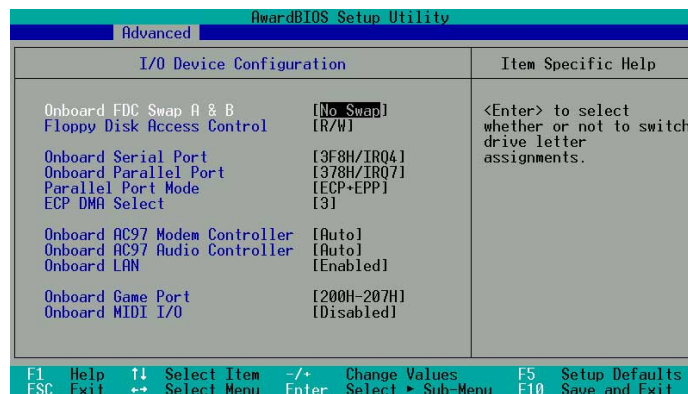 AwardBIOS Setup Utility
Advanced
I/O Device Configuration
Item Specific Help
Onboard FDC Swap A & B [No Swap]
Floppy Disk Access Control [R/W]
Onboard Serial Port [3F8H/IRQ4]
Onboard Parallel Port [378H/IRQ7]
Parallel Port Mode [ECP+EPP]
ECP DMA Select [3]
Onboard AC97 Modem Controller [Auto]
Onboard AC97 Audio Controller [Auto]
Onboard LAN [Enabled]
Onboard Game Port [200H-207H]
Onboard MIDI I/O [Disabled]
<Enter> to select
whether or not to switch
drive letter
assignments.
F1 Help ↑↓ Select Item -/+ Change Values F5 Setup Defaults
ESC Exit ←→ Select Menu Enter Select ► Sub-Menu F10 Save and Exit